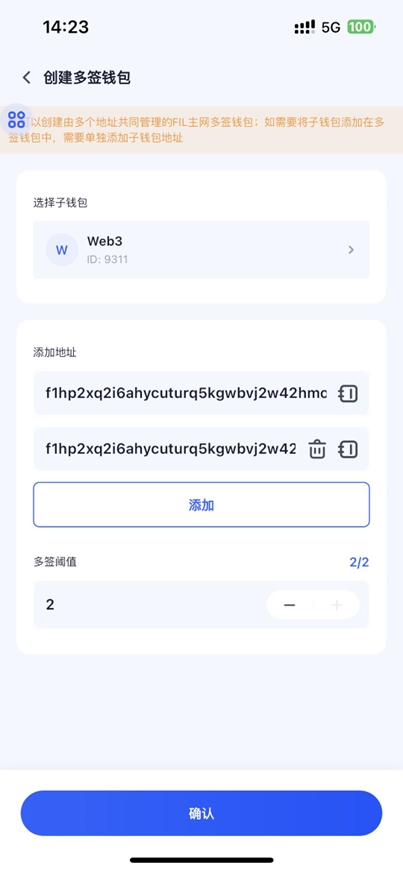 14:23
5G 100
创建多签钱包
以创建由多个地址共同管理的FIL主网多签钱包；如需要将子钱包添加在多
签钱包中，需要单独添加子钱包地址
选择子钱包
W
Web3
ID: 9311
添加地址
f1hp2xq2i6ahycuturq5kgwbvj2w42hmc
f1hp2xq2i6ahycuturq5kgwbvj2w42
添加
多签阈值
2/2
2
确认